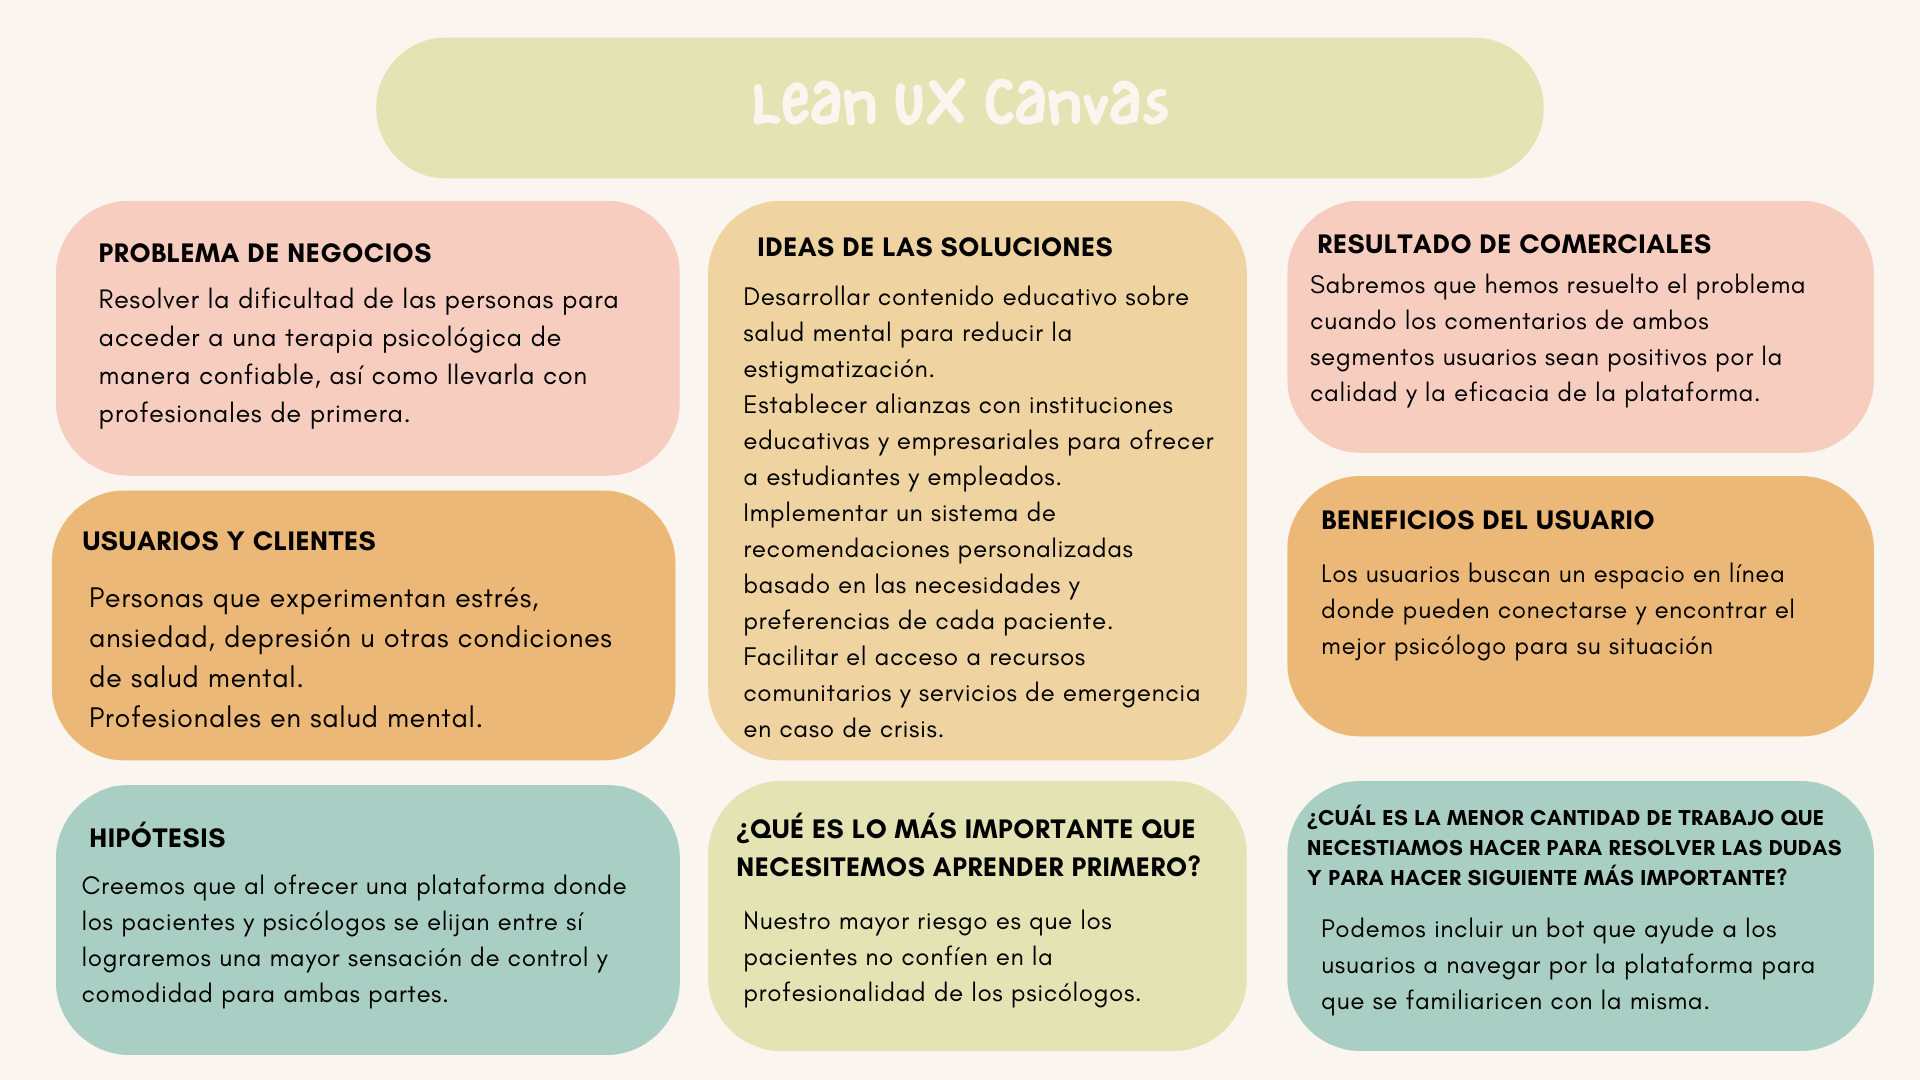 Lean UX Canvas
PROBLEMA DE NEGOCIOS
Resolver la dificultad de las personas para
acceder a una terapia psicológica de
manera confiable, así como llevarla con
profesionales de primera.
USUARIOS Y CLIENTES
Personas que experimentan estrés,
ansiedad, depresión u otras condiciones
de salud mental.
Profesionales en salud mental.
HIPÓTESIS
Creemos que al ofrecer una plataforma donde
los pacientes y psicólogos se elijan entre sí
lograremos una mayor sensación de control y
comodidad para ambas partes.
IDEAS DE LAS SOLUCIONES
Desarrollar contenido educativo sobre
salud mental para reducir la
estigmatización.
Establecer alianzas con instituciones
educativas y empresariales para ofrecer
a estudiantes y empleados.
Implementar un sistema de
recomendaciones personalizadas
basado en las necesidades y
preferencias de cada paciente.
Facilitar el acceso a recursos
comunitarios y servicios de emergencia
en caso de crisis.
¿QUÉ ES LO MÁS IMPORTANTE QUE
NECESITEMOS APRENDER PRIMERO?
Nuestro mayor riesgo es que los
pacientes no confíen en la
profesionalidad de los psicólogos.
RESULTADO DE COMERCIALES
Sabremos que hemos resuelto el problema
cuando los comentarios de ambos
segmentos usuarios sean positivos por la
calidad y la eficacia de la plataforma.
BENEFICIOS DEL USUARIO
Los usuarios buscan un espacio en línea
donde pueden conectarse y encontrar el
mejor psicólogo para su situación
¿CUÁL ES LA MENOR CANTIDAD DE TRABAJO QUE
NECESTIAMOS HACER PARA RESOLVER LAS DUDAS
Y PARA HACER SIGUIENTE MÁS IMPORTANTE?
Podemos incluir un bot que ayude a los
usuarios a navegar por la plataforma para
que se familiaricen con la misma.